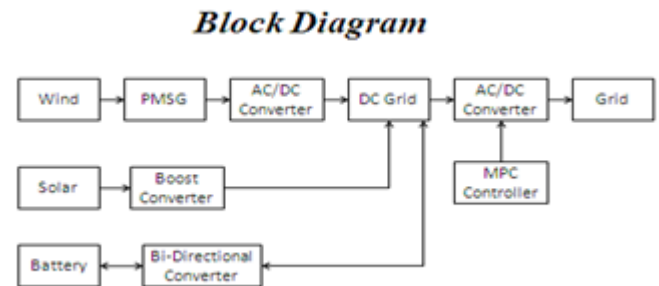 Block Diagram
Wind
PMSG
AC/DC
Converter
DC Grid
AC/DC
Converter
Grid
Solar
Boost
Converter
MPC
Controller
Battery
Bi-Directional
Converter